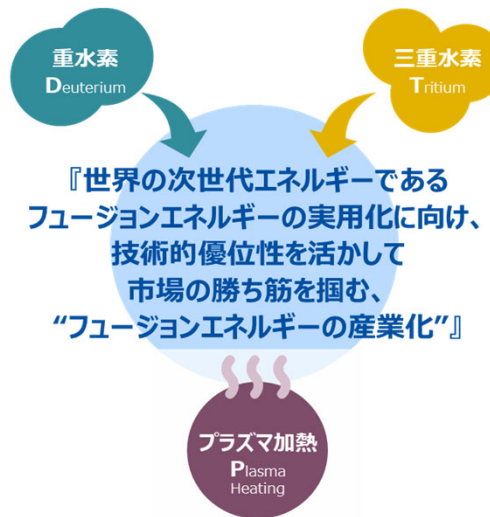 重水素
Deuterium
三重水素
Tritium
『世界の次世代エネルギーである
フュージョンエネルギーの実用化に向け、
技術的優位性を活かして
市場の勝ち筋を掴む、
“フュージョンエネルギーの産業化”』
プラズマ加熱
Plasma
Heating